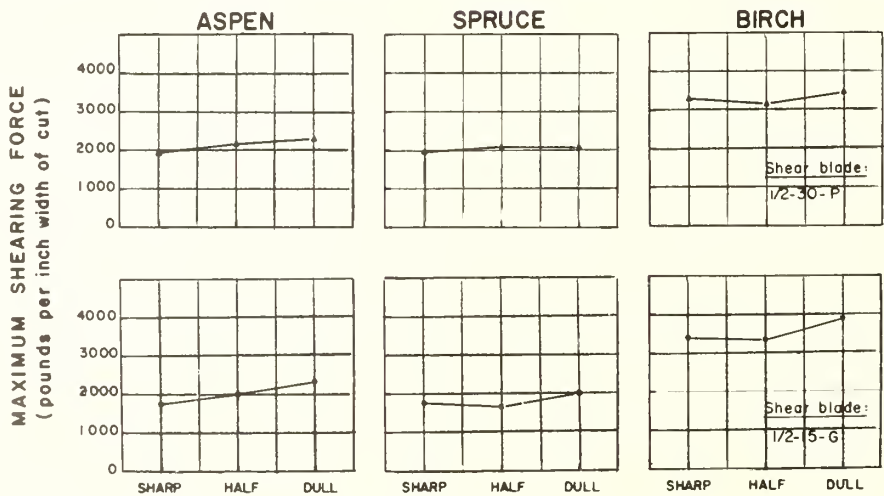 ASPEN
SPRUCE
BIRCH
MAXIMUM SHEARING FORCE
(pounds per inch width of cut)
4000
3000
2000
1000
0
Shear blade:
1/2-30-P
4000
3000
2000
1000
0
Shear blade:
1/2-15-G
SHARP HALF DULL
SHARP HALF DULL
SHARP HALF DULL